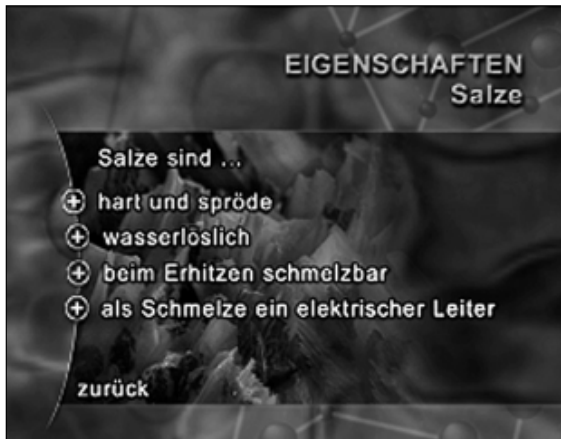 EIGENSCHAFTEN
Salze
Salze sind ...
hart und spröde
wasserlöslich
beim Erhitzen schmelzbar
als Schmelze ein elektrischer Leiter
zurück